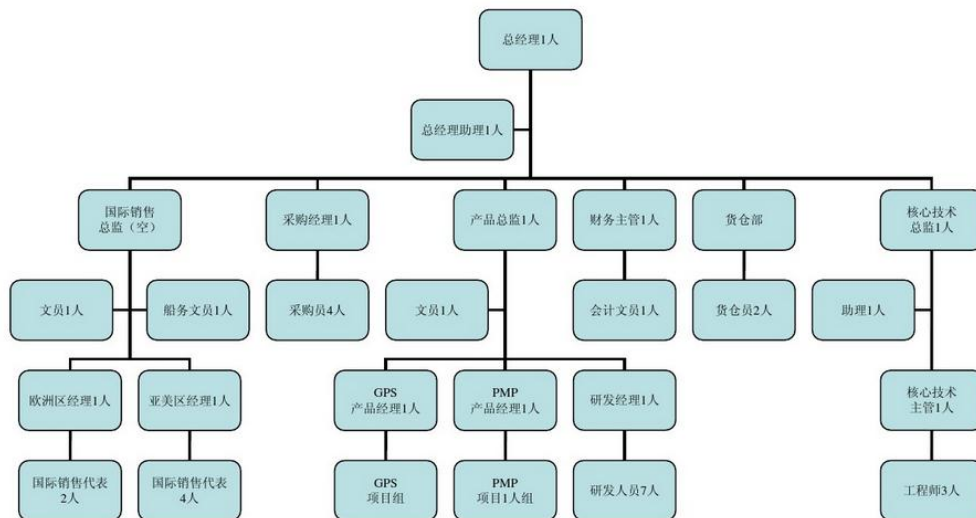 总经理1人
总经理助理1人
国际销售
总监（空）
采购经理1人
产品总监1人
财务主管1人
货仓部
核心技术
总监1人
文员1人
船务文员1人
采购员4人
文员1人
会计文员1人
货仓员2人
助理1人
欧洲区经理1人
亚美区经理1人
GPS
产品经理1人
PMP
产品经理1人
研发经理1人
核心技术
主管1人
国际销售代表
2人
国际销售代表
4人
GPS
项目组
PMP
项目1人组
研发人员7人
工程师3人